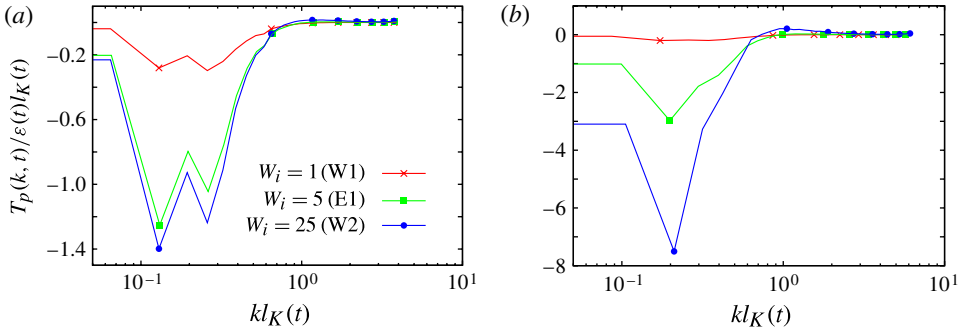 (a)
−0.2
−0.6
−1.0
−1.4
T_p(k, t)/ε(t)l_K(t)
W_i = 1 (W1)
W_i = 5 (E1)
W_i = 25 (W2)
10^−1 10^0 10^1
kl_K(t)
(b)
0
−2
−4
−6
−8
10^−1 10^0 10^1
kl_K(t)